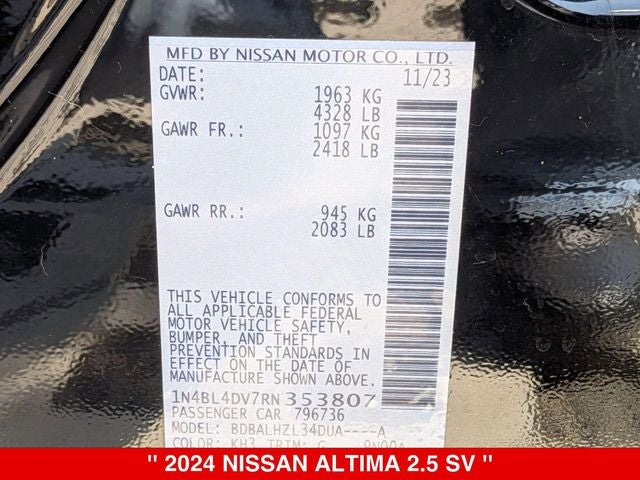 MFD BY NISSAN MOTOR CO., LTD.
DATE: 11/23
GVWR: 1963 KG
4328 LB
GAWR FR.: 1097 KG
2418 LB
GAWR RR.: 945 KG
2083 LB
THIS VEHICLE CONFORMS TO
ALL APPLICABLE FEDERAL
MOTOR VEHICLE SAFETY,
BUMPER, AND THEFT
PREVENTION STANDARDS IN
EFFECT ON THE DATE OF
MANUFACTURE SHOWN ABOVE.
1N4BL4DV7RN353807
PASSENGER CAR 796736
MODEL: BDBALHZL34DUA----A
COLOR: KH3 TRIM: G
" 2024 NISSAN ALTIMA 2.5 SV "